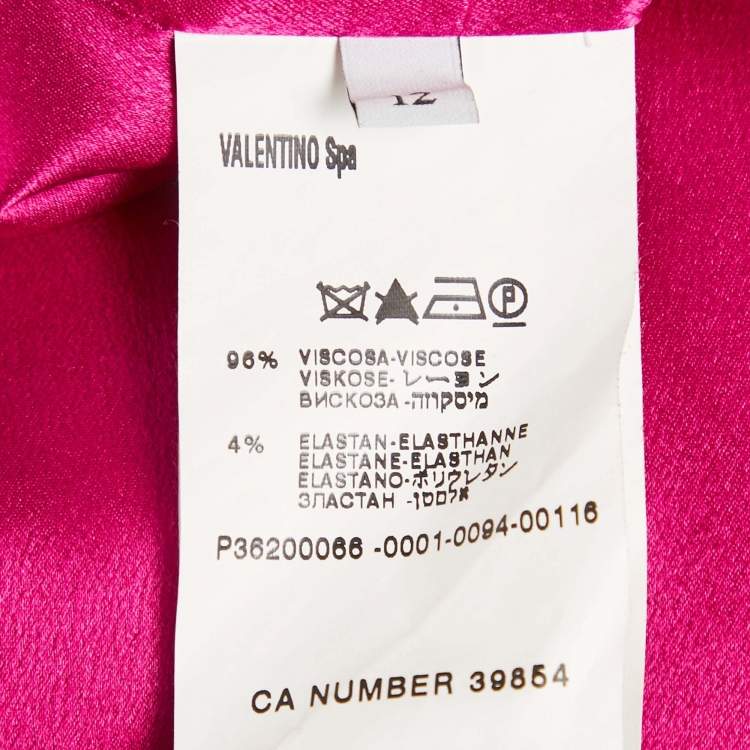 12
VALENTINO Spa
P
96% VISCOSA-VISCOSE
VISKOSE-レーヨン
ВИСКОЗА-מיסקוזה
4% ELASTAN-ELASTHANNE
ELASTANE-ELASTHAN
ELASTANO-ポリウレタン
ЭЛАСТАН-אלסטן
P36200066-0001-0094-00116
CA NUMBER 39854